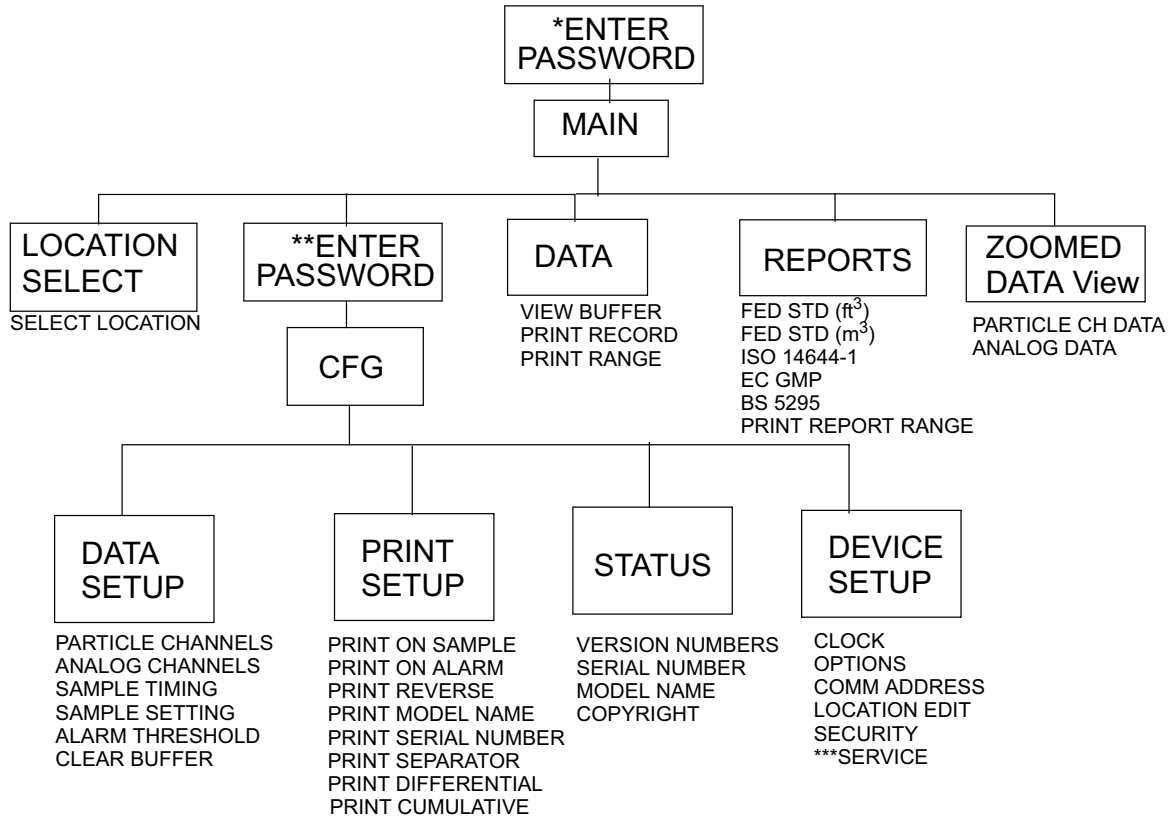 *ENTER
PASSWORD
MAIN
LOCATION
SELECT
SELECT LOCATION
**ENTER
PASSWORD
CFG
DATA
VIEW BUFFER
PRINT RECORD
PRINT RANGE
REPORTS
FED STD (ft³)
FED STD (m³)
ISO 14644-1
EC GMP
BS 5295
PRINT REPORT RANGE
ZOOMED
DATA View
PARTICLE CH DATA
ANALOG DATA
DATA
SETUP
PARTICLE CHANNELS
ANALOG CHANNELS
SAMPLE TIMING
SAMPLE SETTING
ALARM THRESHOLD
CLEAR BUFFER
PRINT
SETUP
PRINT ON SAMPLE
PRINT ON ALARM
PRINT REVERSE
PRINT MODEL NAME
PRINT SERIAL NUMBER
PRINT SEPARATOR
PRINT DIFFERENTIAL
PRINT CUMULATIVE
STATUS
VERSION NUMBERS
SERIAL NUMBER
MODEL NAME
COPYRIGHT
DEVICE
SETUP
CLOCK
OPTIONS
COMM ADDRESS
LOCATION EDIT
SECURITY
***SERVICE